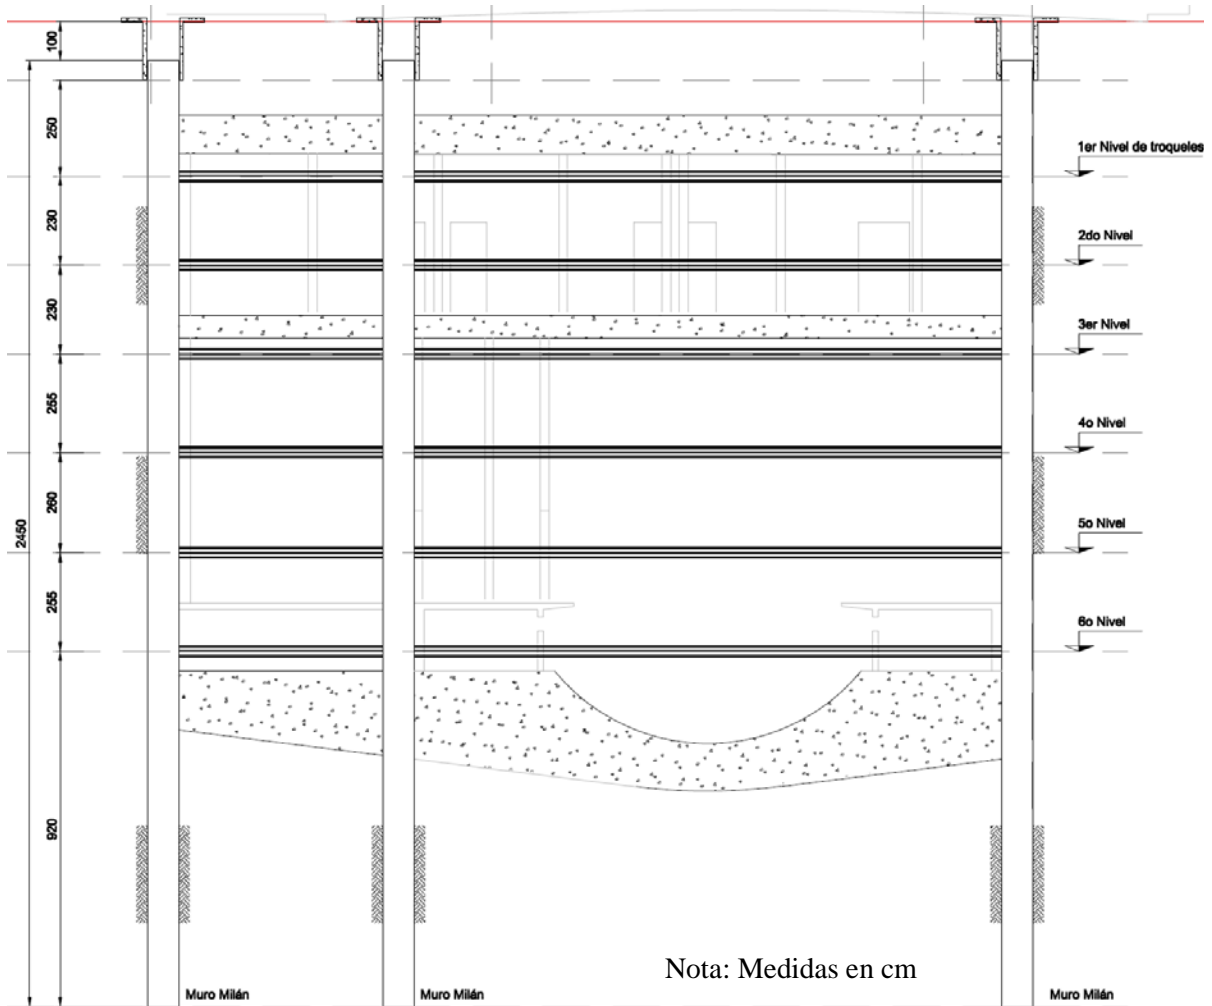 100
250
1er Nivel de troqueles
230
2do Nivel
230
3er Nivel
255
4o Nivel
260
2450
5o Nivel
255
6o Nivel
920
Nota: Medidas en cm
Muro Milán
Muro Milán
Muro Milán